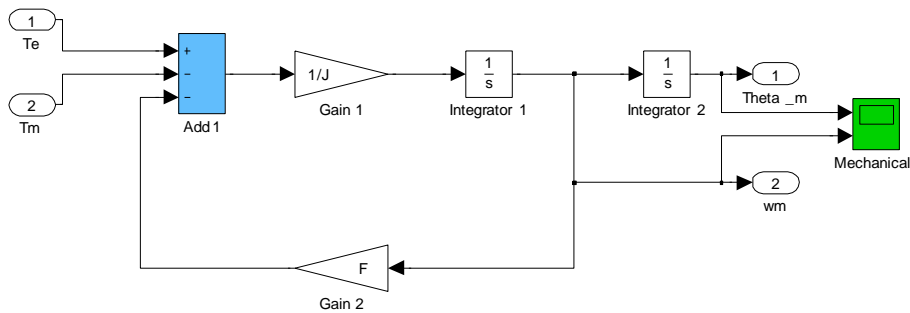 1
Te
2
Tm
+
−
−
Add 1
1/J
Gain 1
1
s
Integrator 1
1
s
Integrator 2
1
Theta _m
Mechanical
2
wm
F
Gain 2